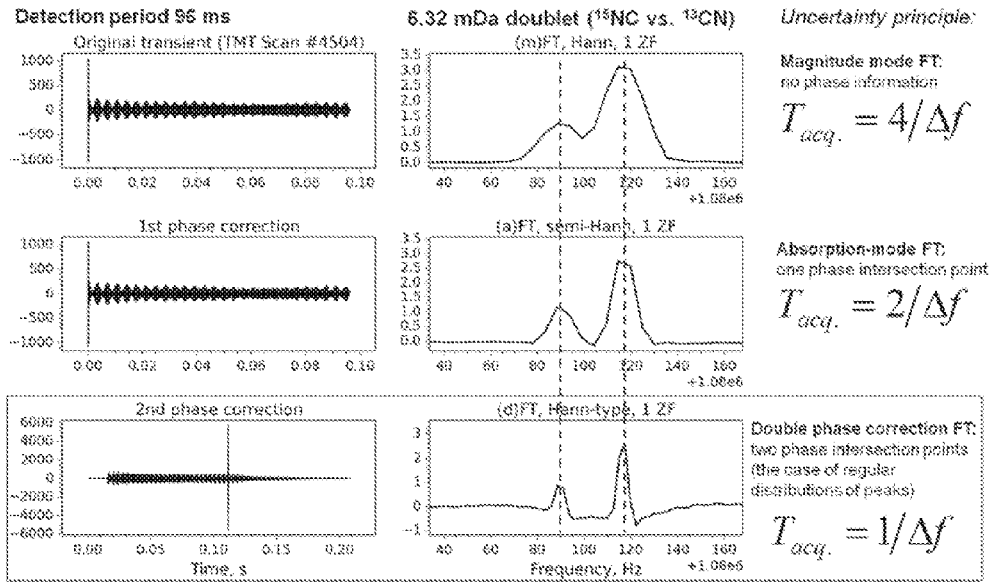 Detection period 96 ms
6.32 mDa doublet (¹⁵NC vs. ¹³CN)
Uncertainty principle:
Original transient (TMT Scan #4504)
1000
500
0
−500
−1000
0.00 0.02 0.04 0.06 0.08 0.10
(m)FT, Hann, 1 ZF
3.5
3.0
2.5
2.0
1.5
1.0
0.5
0.0
40 60 80 100 120 140 160
+1.08e6
Magnitude mode FT:
no phase information
T_acq. = 4/Δf
1st phase correction
1000
500
0
−500
−1000
0.00 0.02 0.04 0.06 0.08 0.10
(a)FT, semi-Hann, 1 ZF
3.5
3.0
2.5
2.0
1.5
1.0
0.5
0.0
40 60 80 100 120 140 160
+1.08e6
Absorption-mode FT:
one phase intersection point
T_acq. = 2/Δf
2nd phase correction
6000
4000
2000
0
−2000
−4000
−6000
0.00 0.05 0.10 0.15 0.20
Time, s
(d)FT, Hann-type, 1 ZF
3
2
1
0
−1
40 60 80 100 120 140 160
+1.08e6
Frequency, Hz
Double phase correction FT:
two phase intersection points
(the case of regular
distributions of peaks)
T_acq. = 1/Δf